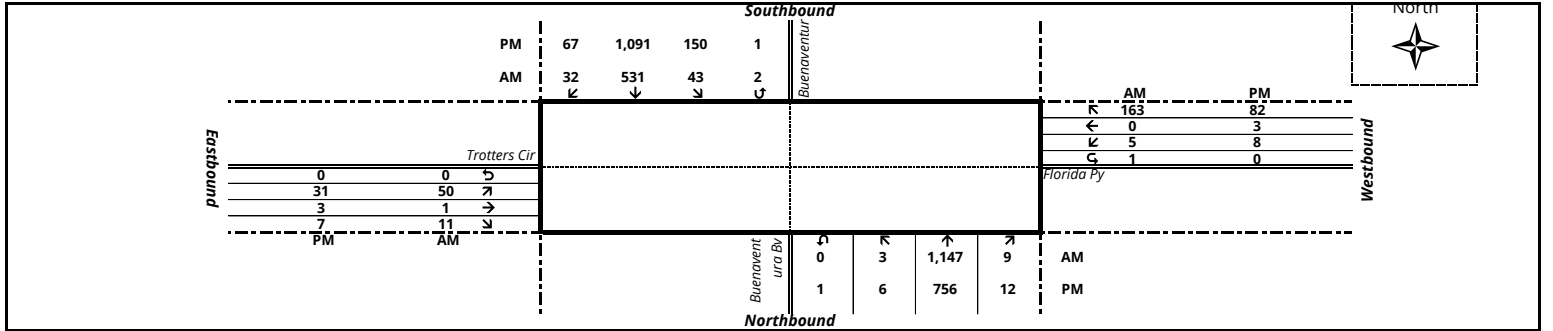 Southbound
North
PM 67 1,091 150 1
AM 32 531 43 2
Buenaventur
AM PM
163 82
0 3
5 8
1 0
Florida Py
Westbound
Eastbound
Trotters Cir
0 0
31 50
3 1
7 11
PM AM
Buenavent
ura Bv
0 3 1,147 9 AM
1 6 756 12 PM
Northbound